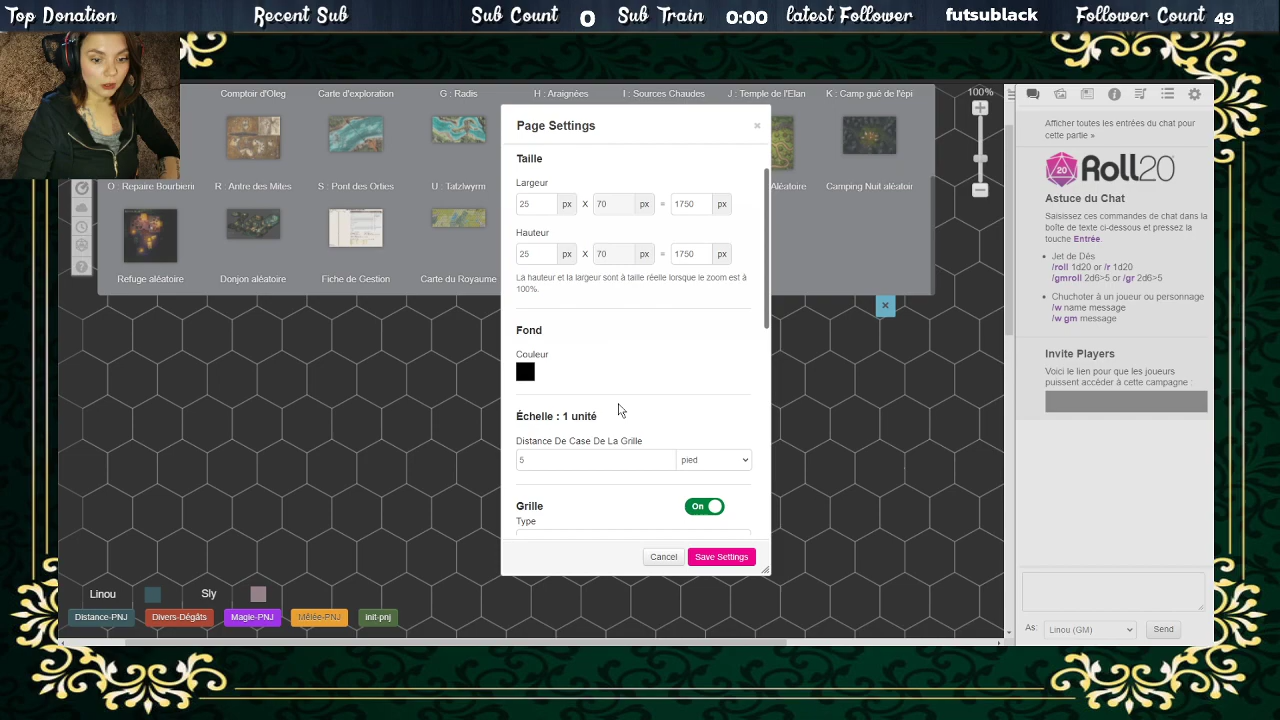 Top Donation Recent Sub Sub Count 0 Sub Train 0:00 latest Follower futsublack Follower Count 49
Comptoir d'Oleg Carte d'exploration G : Radis H : Araignées I : Sources Chaudes J : Temple de l'Elan K : Camp gué de l'épi
O : Repaire Bourbieni R : Antre des Mites S : Pont des Orties U : Tatzlwyrm Aléatoire Camping Nuit aléatoir
Refuge aléatoire Donjon aléatoire Fiche de Gestion Carte du Royaume
100%
Page Settings ×
Taille
Largeur
25 px X 70 px = 1750 px
Hauteur
25 px X 70 px = 1750 px
La hauteur et la largeur sont à taille réelle lorsque le zoom est à
100%.
Fond
Couleur
Échelle : 1 unité
Distance De Case De La Grille
5 pied
Grille On
Type
Cancel Save Settings
Linou Sly
Distance-PNJ Divers-Dégâts Magie-PNJ Mêlée-PNJ init-pnj
Afficher toutes les entrées du chat pour
cette partie »
20 Roll20
Astuce du Chat
Saisissez ces commandes de chat dans la
boîte de texte ci-dessous et pressez la
touche Entrée.
• Jet de Dés
/roll 1d20 or /r 1d20
/gmroll 2d6>5 or /gr 2d6>5
• Chuchoter à un joueur ou personnage
/w name message
/w gm message
Invite Players
Voici le lien pour que les joueurs
puissent accéder à cette campagne :
As: Linou (GM) Send